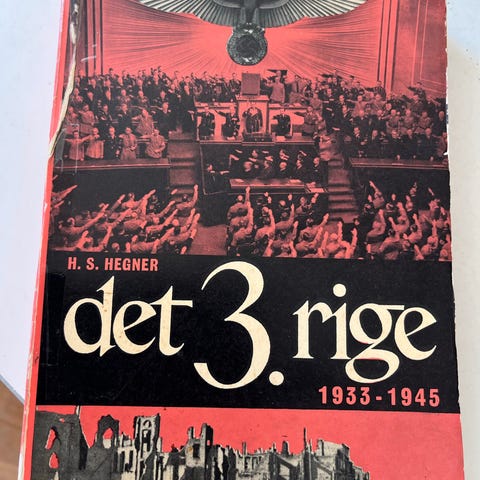 H. S. HEGNER
det 3. rige
1933-1945